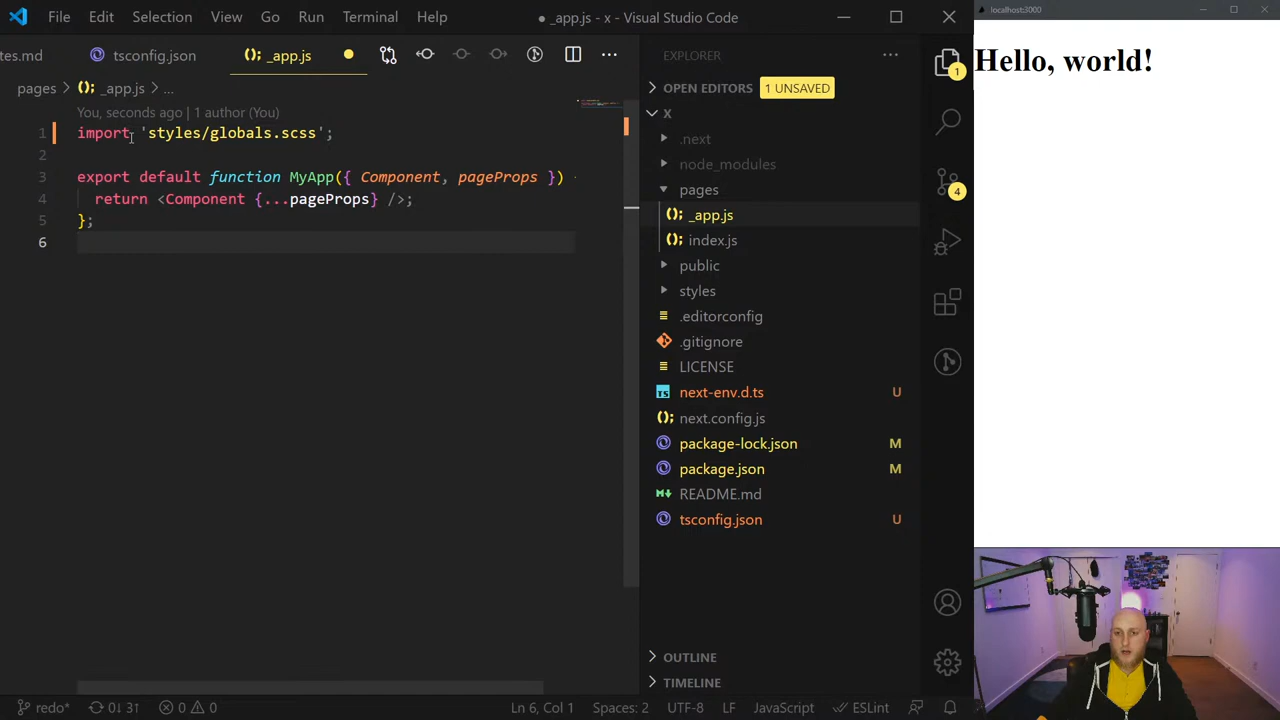 File Edit Selection View Go Run Terminal Help ● _app.js - x - Visual Studio Code
tes.md tsconfig.json _app.js
pages > _app.js > ...
You, seconds ago | 1 author (You)
1 import 'styles/globals.scss';
2
3 export default function MyApp({ Component, pageProps })
4 return <Component {...pageProps} />;
5 };
6
EXPLORER
OPEN EDITORS 1 UNSAVED
X
.next
node_modules
pages
_app.js
index.js
public
styles
.editorconfig
.gitignore
LICENSE
next-env.d.ts U
next.config.js
package-lock.json M
package.json M
README.md
tsconfig.json U
OUTLINE
TIMELINE
1
4
localhost:3000
Hello, world!
redo* 0↓ 3↑ 0 0 Ln 6, Col 1 Spaces: 2 UTF-8 LF JavaScript ESLint